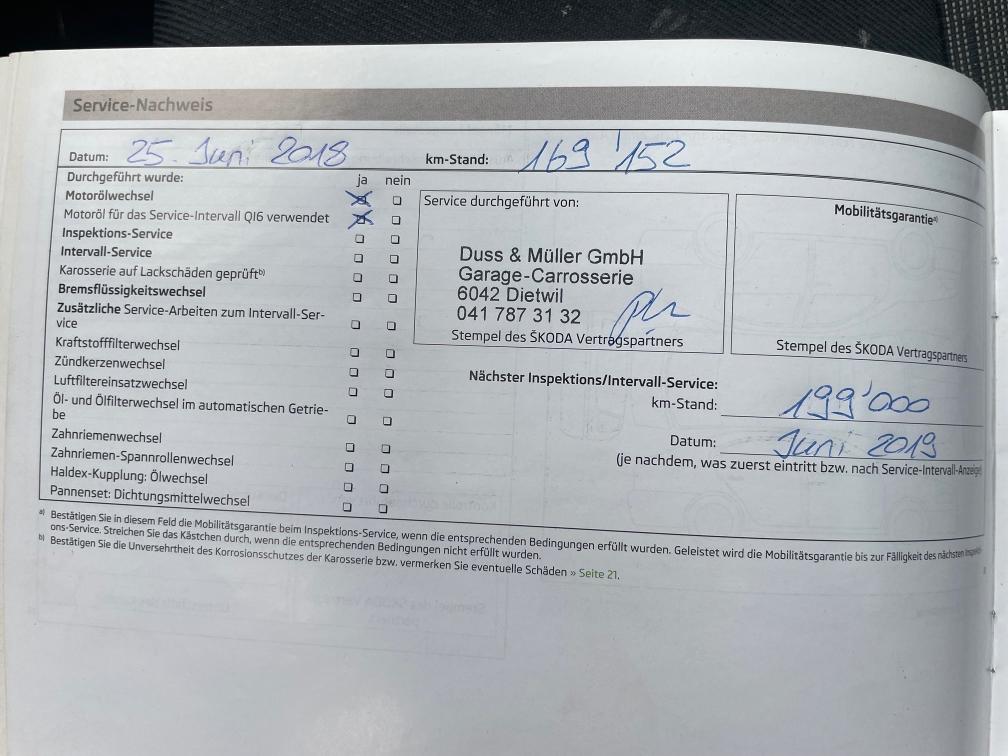 Service-Nachweis
Datum: 25. Juni 2018 km-Stand: 169'152
Durchgeführt wurde: ja nein
Motorölwechsel
Motoröl für das Service-Intervall QI6 verwendet
Inspektions-Service
Intervall-Service
Karosserie auf Lackschäden geprüft b)
Bremsflüssigkeitswechsel
Zusätzliche Service-Arbeiten zum Intervall-Ser-
vice
Kraftstofffilterwechsel
Zündkerzenwechsel
Luftfiltereinsatzwechsel
Öl- und Ölfilterwechsel im automatischen Getrie-
be
Zahnriemenwechsel
Zahnriemen-Spannrollenwechsel
Haldex-Kupplung: Ölwechsel
Pannenset: Dichtungsmittelwechsel
Service durchgeführt von:
Duss & Müller GmbH
Garage-Carrosserie
6042 Dietwil
041 787 31 32
Stempel des ŠKODA Vertragspartners
Mobilitätsgarantie a)
Stempel des ŠKODA Vertragspartners
Nächster Inspektions/Intervall-Service:
km-Stand: 199'000
Datum: Juni 2019
(je nachdem, was zuerst eintritt bzw. nach Service-Intervall-Anzeige)
a) Bestätigen Sie in diesem Feld die Mobilitätsgarantie beim Inspektions-Service, wenn die entsprechenden Bedingungen erfüllt wurden. Geleistet wird die Mobilitätsgarantie bis zur Fälligkeit des nächsten Inspekti-
ons-Service. Streichen Sie das Kästchen durch, wenn die entsprechenden Bedingungen nicht erfüllt wurden.
b) Bestätigen Sie die Unversehrtheit des Korrosionsschutzes der Karosserie bzw. vermerken Sie eventuelle Schäden » Seite 21.